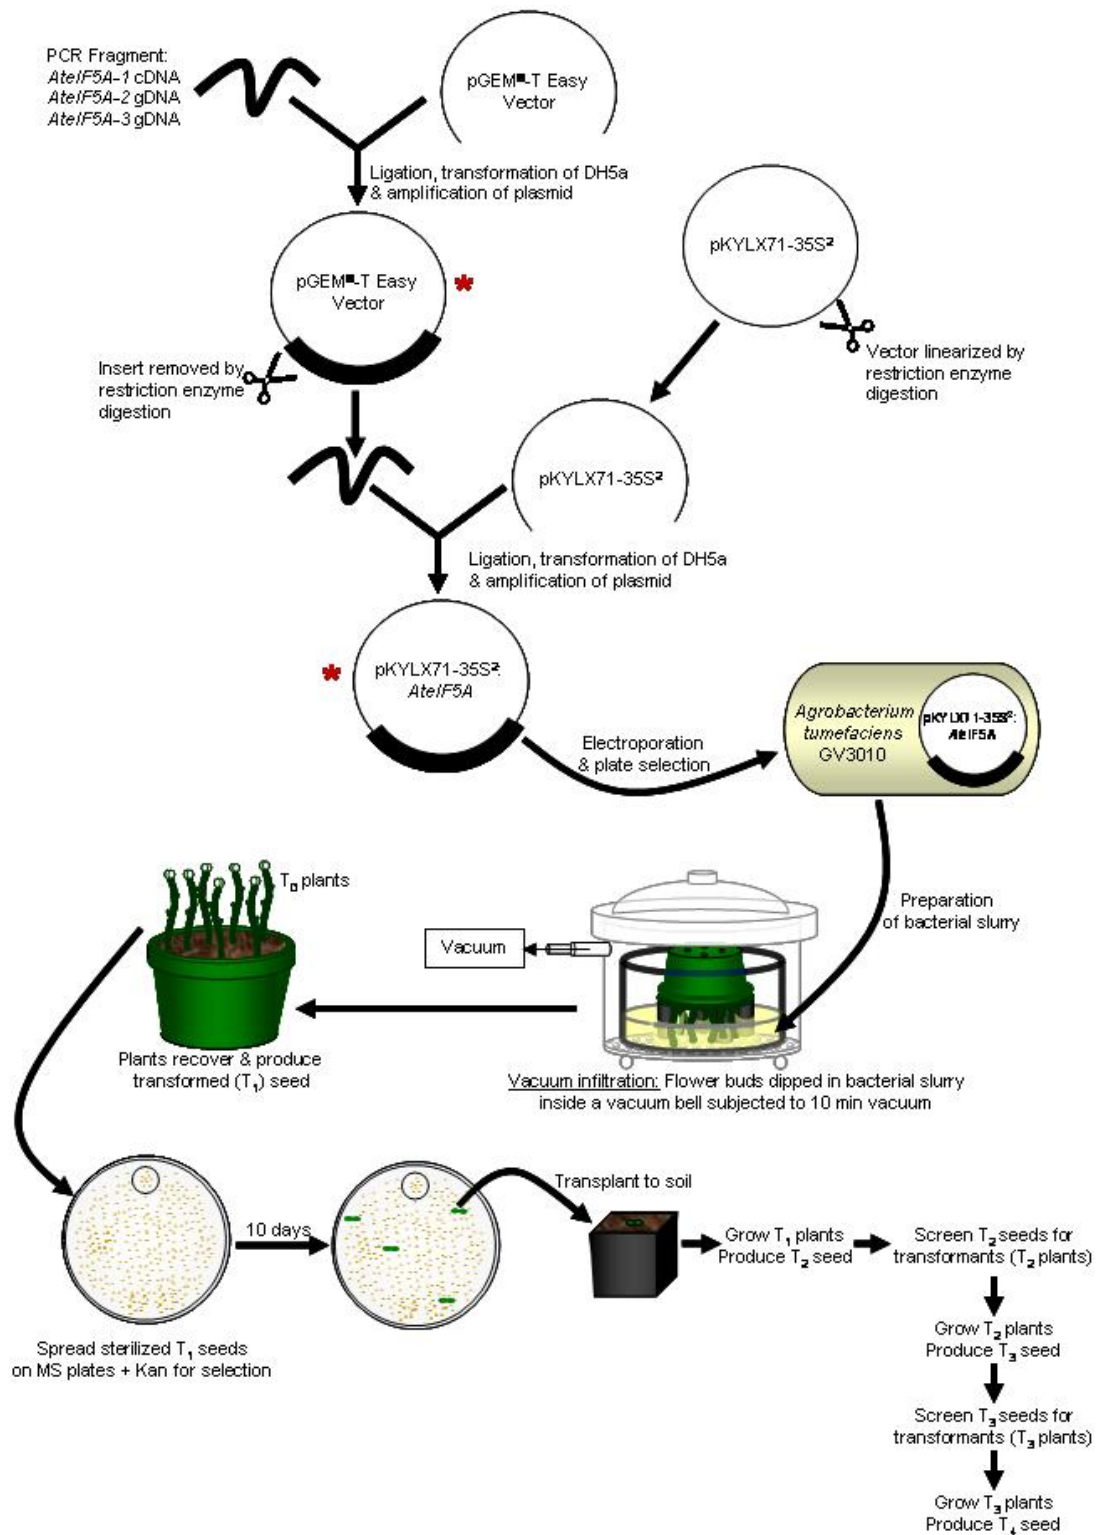 PCR Fragment:
AteIF5A-1 cDNA
AteIF5A-2 gDNA
AteIF5A-3 gDNA
pGEM®-T Easy
Vector
Ligation, transformation of DH5a
& amplification of plasmid
pGEM®-T Easy
Vector
*
pKYLX71-35S²
Insert removed by
restriction enzyme
digestion
Vector linearized by
restriction enzyme
digestion
pKYLX71-35S²
Ligation, transformation of DH5a
& amplification of plasmid
*
pKYLX71-35S²:
AteIF5A
Electroporation
& plate selection
Agrobacterium
tumefaciens
GV3010
pKYLX71-35S²:
AteIF5A
Preparation
of bacterial slurry
T₀ plants
Vacuum
Plants recover & produce
transformed (T₁) seed
Vacuum infiltration: Flower buds dipped in bacterial slurry
inside a vacuum bell subjected to 10 min vacuum
10 days
Transplant to soil
Spread sterilized T₁ seeds
on MS plates + Kan for selection
Grow T₁ plants
Produce T₂ seed
Screen T₂ seeds for
transformants (T₂ plants)
Grow T₂ plants
Produce T₃ seed
Screen T₃ seeds for
transformants (T₃ plants)
Grow T₃ plants
Produce T₄ seed